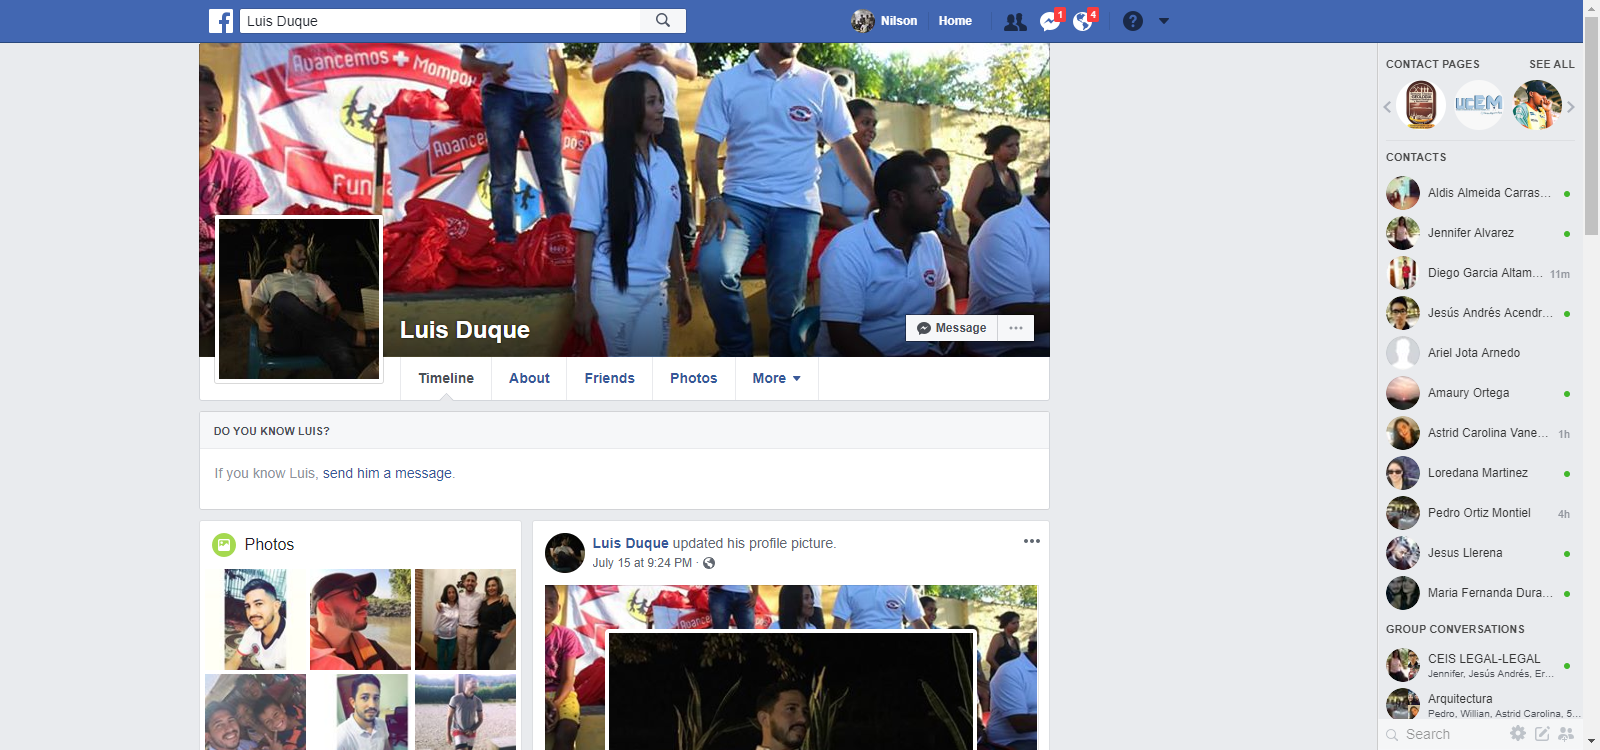 Luis Duque
Nilson
Home
1
4
?
Avancemos Mompox
Avancemos
Fun
Luis Duque
Message
Timeline
About
Friends
Photos
More
DO YOU KNOW LUIS?
If you know Luis, send him a message.
Photos
Luis Duque updated his profile picture.
July 15 at 9:24 PM ·
CONTACT PAGES
SEE ALL
UCEM
CONTACTS
Aldis Almeida Carras...
Jennifer Alvarez
Diego Garcia Altam... 11m
Jesús Andrés Acendr...
Ariel Jota Arnedo
Amaury Ortega
Astrid Carolina Vane... 1h
Loredana Martinez
Pedro Ortiz Montiel 4h
Jesus Llerena
Maria Fernanda Dura...
GROUP CONVERSATIONS
CEIS LEGAL-LEGAL
Jennifer, Jesús Andrés, Er...
Arquitectura
Pedro, Willian, Astrid Carolina, 5...
Search